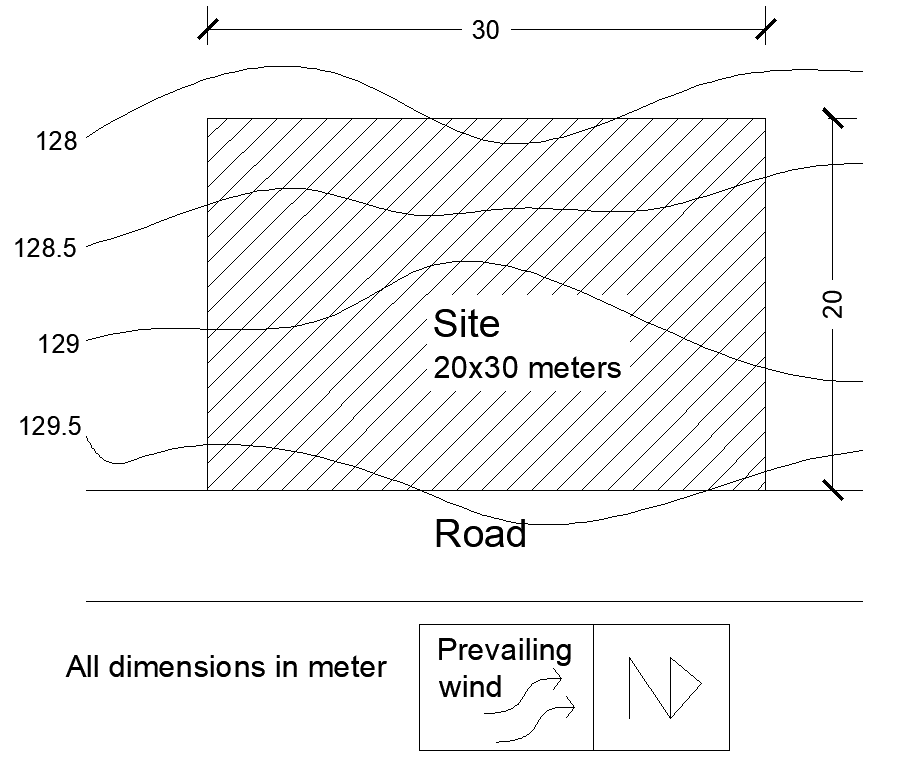 30
128
128.5
129
129.5
Site
20x30 meters
20
Road
All dimensions in meter
Prevailing
wind
N